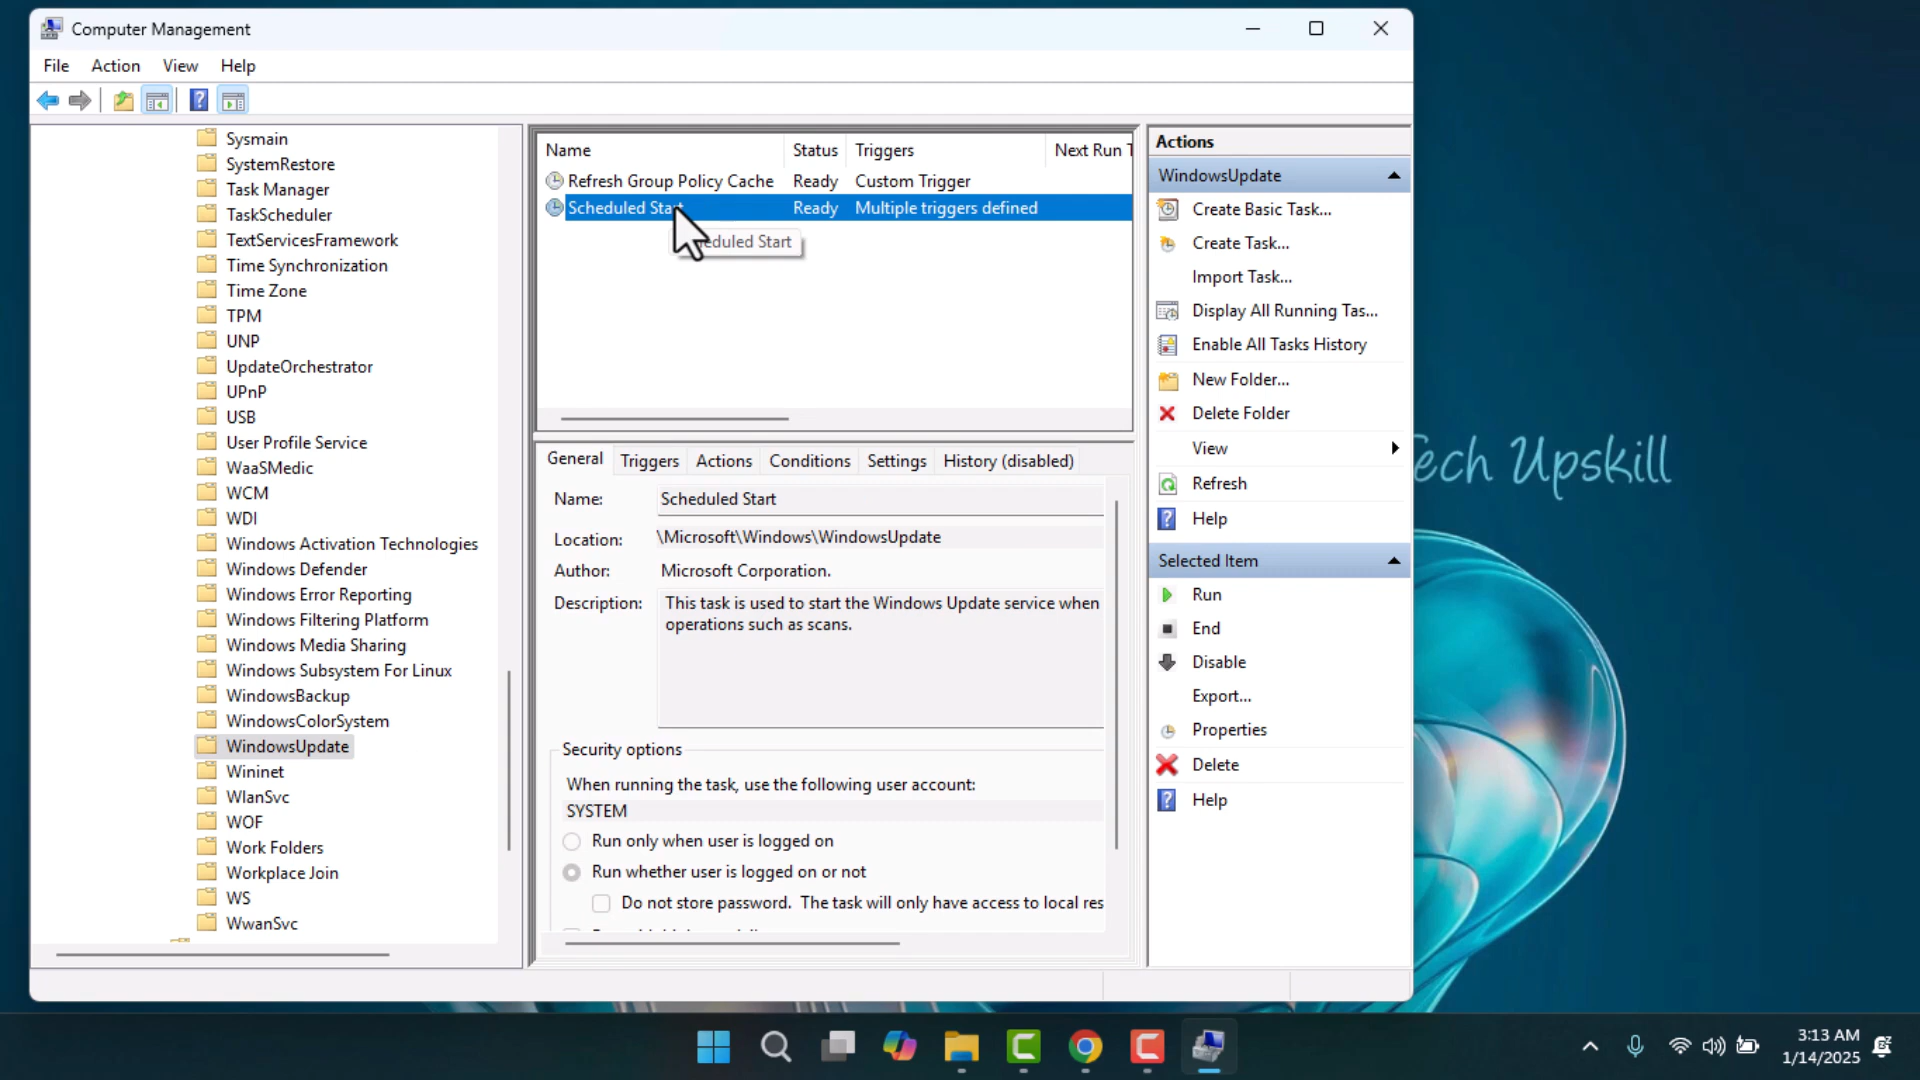 Computer Management
File Action View Help
Sysmain
SystemRestore
Task Manager
TaskScheduler
TextServicesFramework
Time Synchronization
Time Zone
TPM
UNP
UpdateOrchestrator
UPnP
USB
User Profile Service
WaaSMedic
WCM
WDI
Windows Activation Technologies
Windows Defender
Windows Error Reporting
Windows Filtering Platform
Windows Media Sharing
Windows Subsystem For Linux
WindowsBackup
WindowsColorSystem
WindowsUpdate
Wininet
WlanSvc
WOF
Work Folders
Workplace Join
WS
WwanSvc
Name Status Triggers Next Run T
Refresh Group Policy Cache Ready Custom Trigger
Scheduled Start Ready Multiple triggers defined
eduled Start
General Triggers Actions Conditions Settings History (disabled)
Name: Scheduled Start
Location: \Microsoft\Windows\WindowsUpdate
Author: Microsoft Corporation.
Description: This task is used to start the Windows Update service when
operations such as scans.
Security options
When running the task, use the following user account:
SYSTEM
Run only when user is logged on
Run whether user is logged on or not
Do not store password. The task will only have access to local res
Actions
WindowsUpdate
Create Basic Task...
Create Task...
Import Task...
Display All Running Tas...
Enable All Tasks History
New Folder...
Delete Folder
View
Refresh
Help
Selected Item
Run
End
Disable
Export...
Properties
Delete
Help
ech Upskill
3:13 AM
1/14/2025